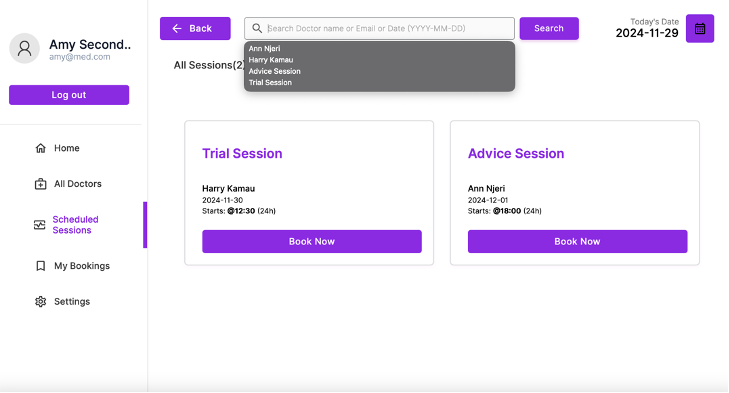 Amy Second..
amy@med.com
Log out
Home
All Doctors
Scheduled
Sessions
My Bookings
Settings
Back
Search Doctor name or Email or Date (YYYY-MM-DD)
Search
Today's Date
2024-11-29
Ann Njeri
Harry Kamau
Advice Session
Trial Session
All Sessions(2)
Trial Session
Harry Kamau
2024-11-30
Starts: @12:30 (24h)
Book Now
Advice Session
Ann Njeri
2024-12-01
Starts: @18:00 (24h)
Book Now